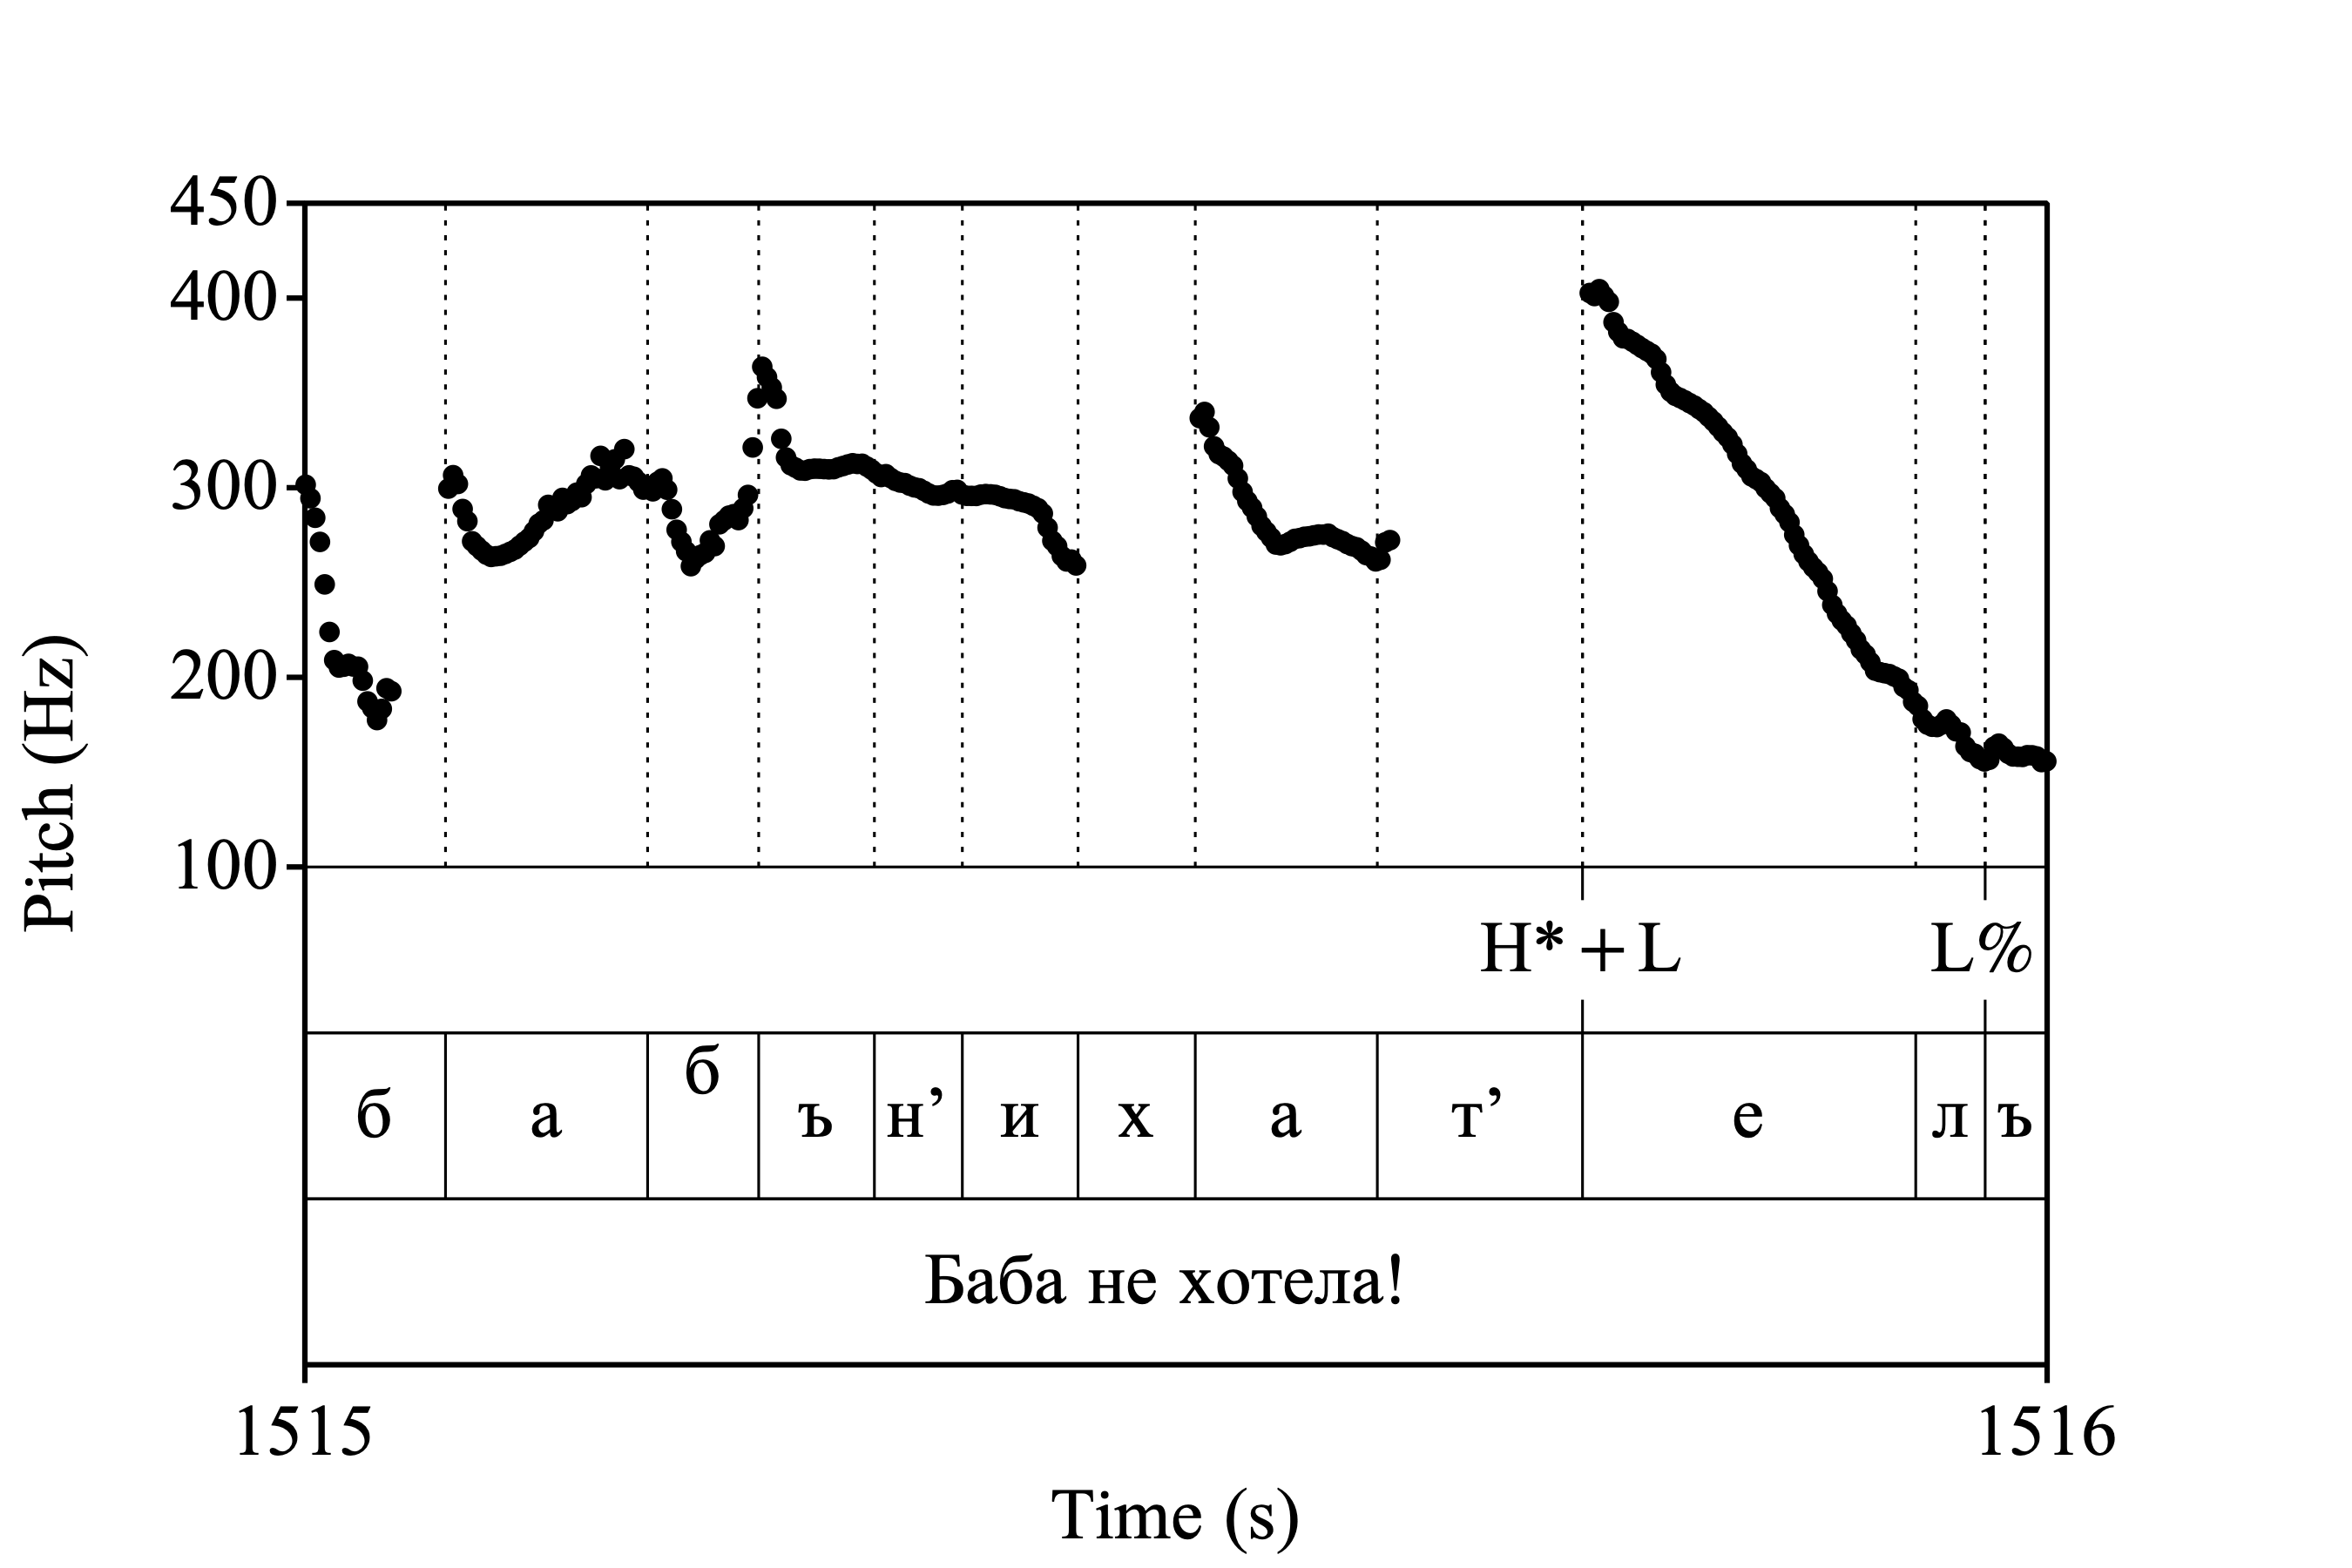 450
400
300
200
100
Pitch (Hz)
H* + L L%
б а б ъ н’ и х а т’ е л ъ
Баба не хотела!
1515 1516
Time (s)